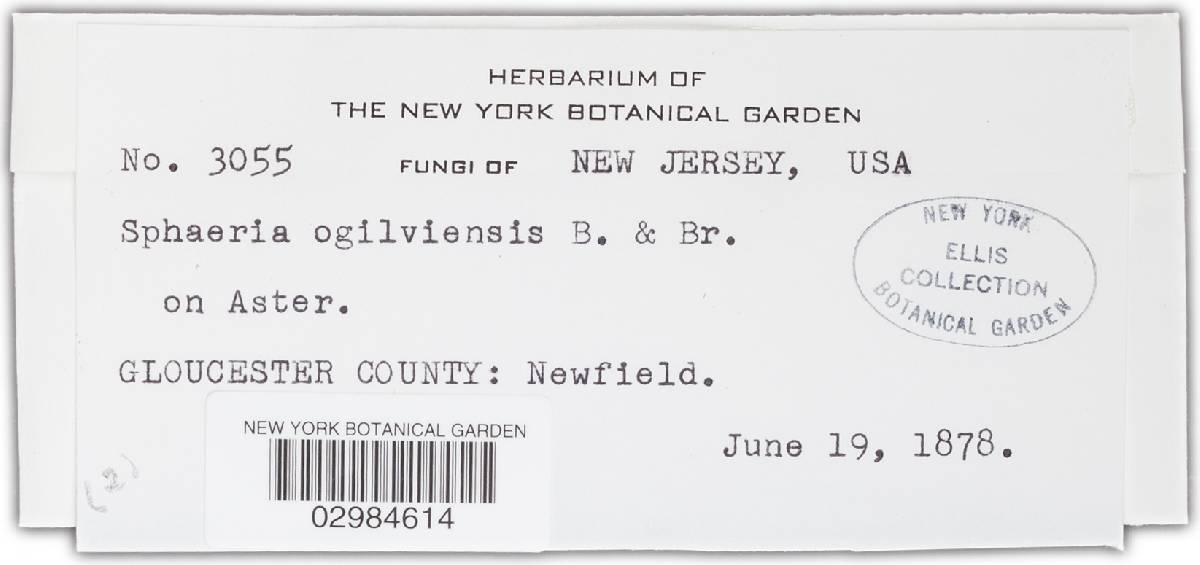 HERBARIUM OF
THE NEW YORK BOTANICAL GARDEN
No. 3055 FUNGI OF NEW JERSEY, USA
Sphaeria ogilviensis B. & Br.
on Aster.
NEW YORK
ELLIS
COLLECTION
BOTANICAL GARDEN
GLOUCESTER COUNTY: Newfield.
June 19, 1878.
NEW YORK BOTANICAL GARDEN
02984614
(2)